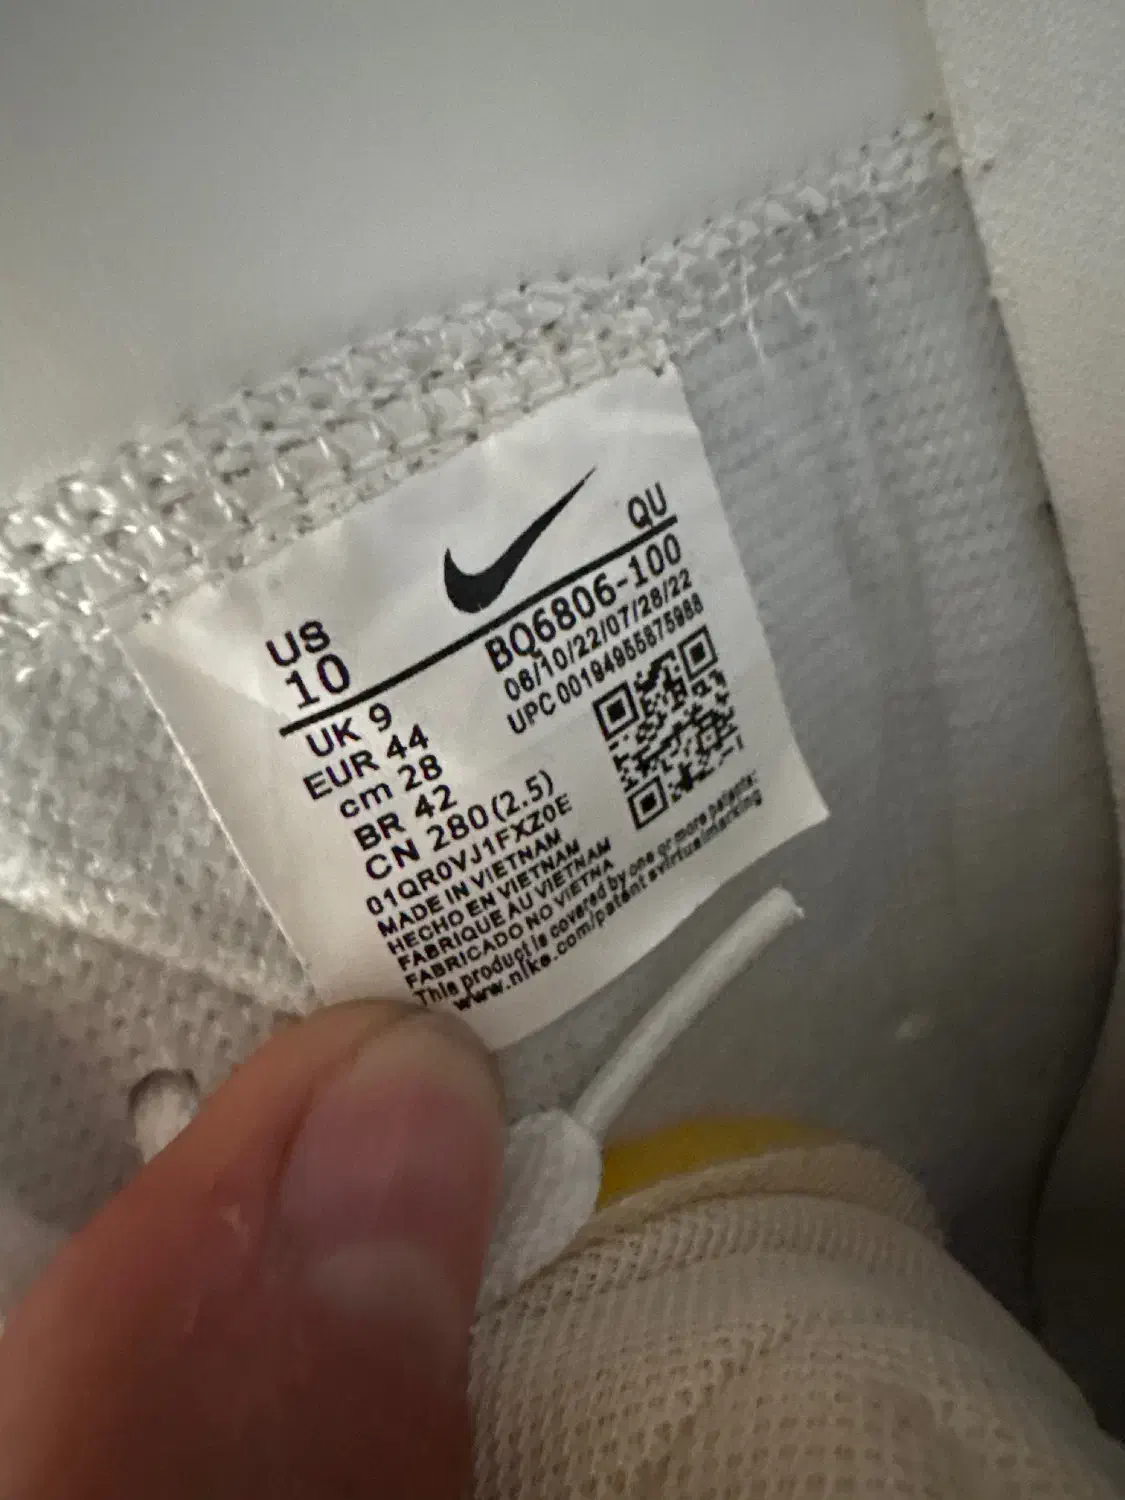 US
10
QU
BQ6806-100
06/10/22/07/28/22
UPC 00194955875988
UK 9
EUR 44
cm 28
BR 42
CN 280(2.5)
01QR0VJ1FXZ0E
MADE IN VIETNAM
HECHO EN VIETNAM
FABRIQUE AU VIETNAM
FABRICADO NO VIETNA
This product is covered by one or more patents:
www.nike.com/patent svirtualmarking